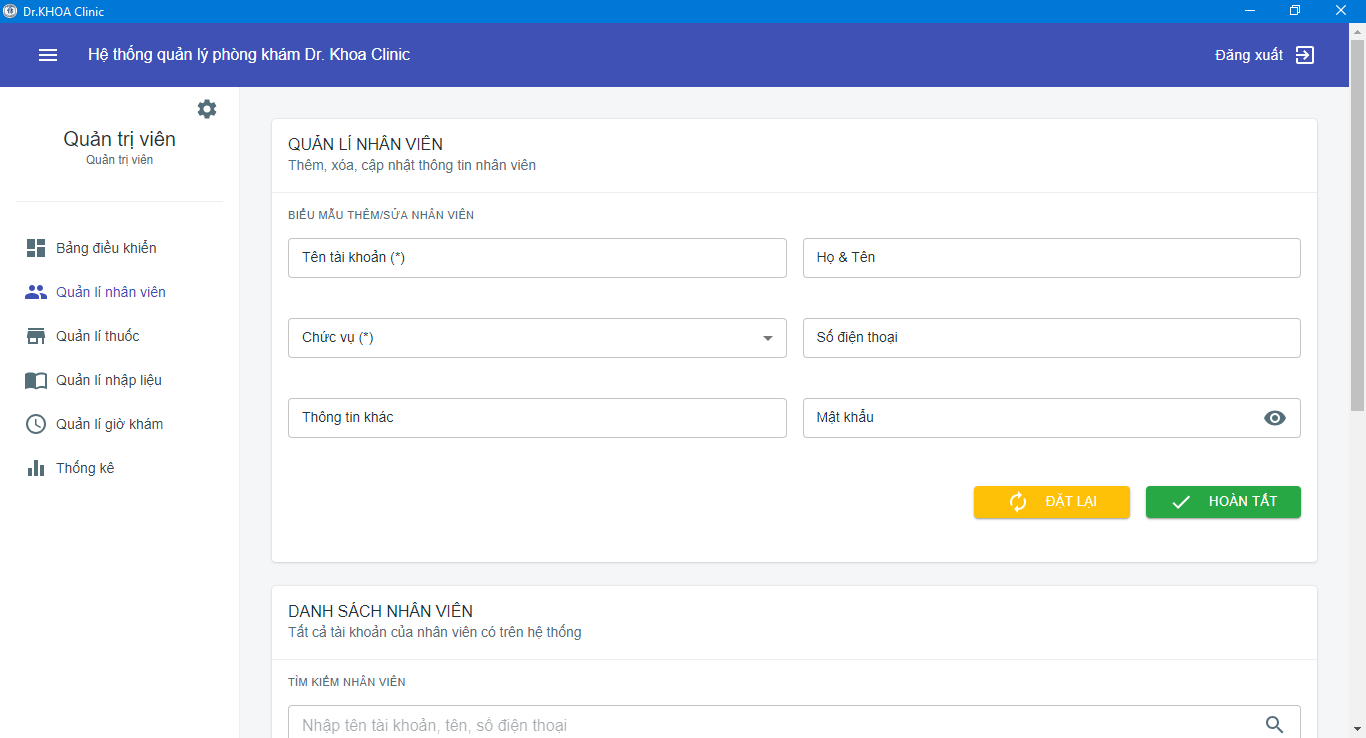 Dr.KHOA Clinic
Hệ thống quản lý phòng khám Dr. Khoa Clinic
Đăng xuất
Quản trị viên
Quản trị viên
Bảng điều khiển
Quản lí nhân viên
Quản lí thuốc
Quản lí nhập liệu
Quản lí giờ khám
Thống kê
QUẢN LÍ NHÂN VIÊN
Thêm, xóa, cập nhật thông tin nhân viên
BIỂU MẪU THÊM/SỬA NHÂN VIÊN
Tên tài khoản (*)
Họ & Tên
Chức vụ (*)
Số điện thoại
Thông tin khác
Mật khẩu
ĐẶT LẠI
HOÀN TẤT
DANH SÁCH NHÂN VIÊN
Tất cả tài khoản của nhân viên có trên hệ thống
TÌM KIẾM NHÂN VIÊN
Nhập tên tài khoản, tên, số điện thoại